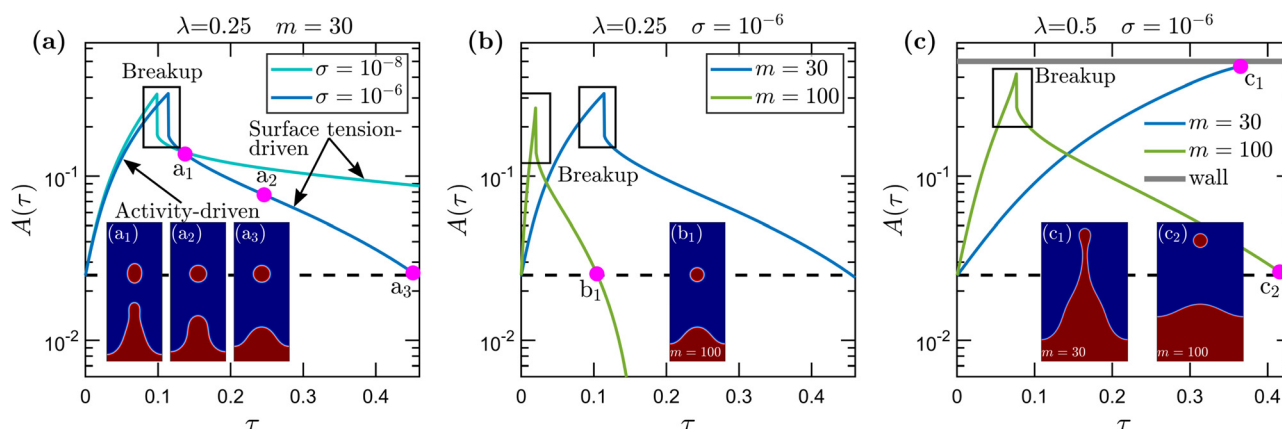 (a) λ=0.25 m = 30
Breakup
σ = 10⁻⁸
σ = 10⁻⁶
Surface tension-
driven
Activity-driven
a₁
a₂
a₃
(a₁) (a₂) (a₃)
A(τ)
10⁻¹
10⁻²
0 0.1 0.2 0.3 0.4
τ
(b) λ=0.25 σ = 10⁻⁶
m = 30
m = 100
Breakup
b₁
(b₁)
m = 100
A(τ)
10⁻¹
10⁻²
0 0.1 0.2 0.3 0.4
τ
(c) λ=0.5 σ = 10⁻⁶
Breakup
c₁
m = 30
m = 100
wall
(c₁) (c₂)
c₂
m = 30 m = 100
A(τ)
10⁻¹
10⁻²
0 0.1 0.2 0.3 0.4
τ